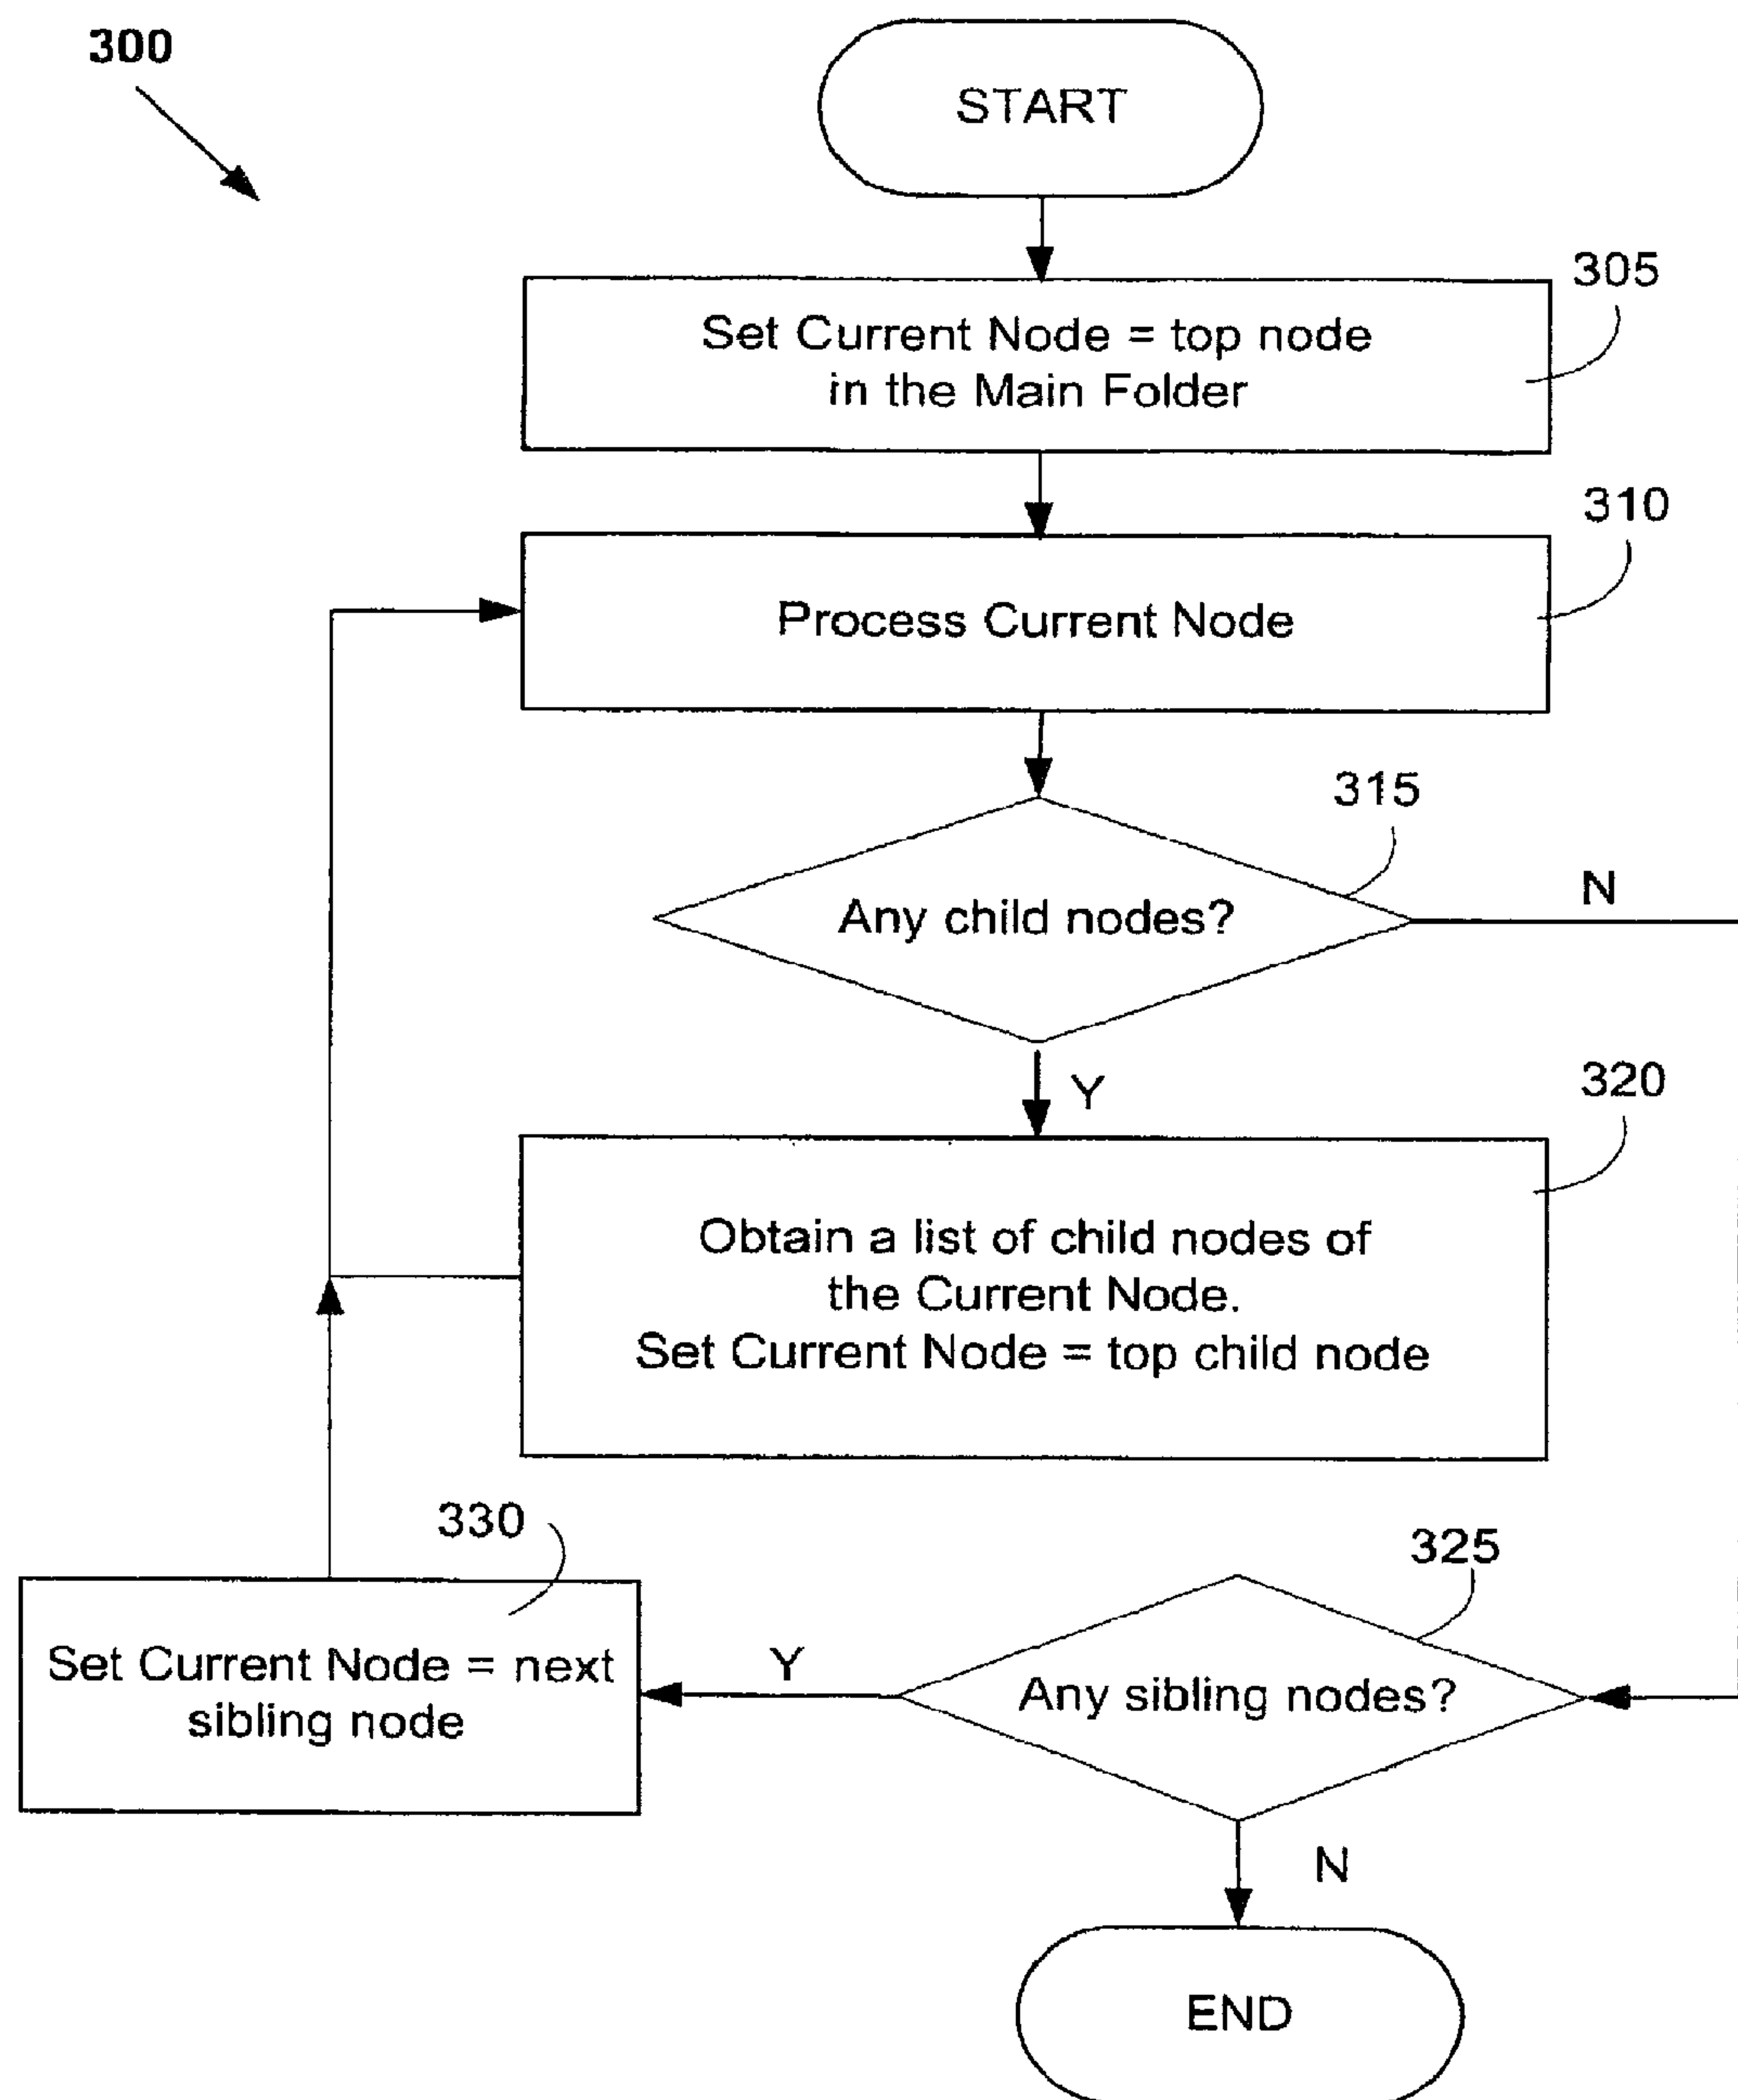 300
START
305
Set Current Node = top node
in the Main Folder
310
Process Current Node
315
Any child nodes?
N
Y
320
Obtain a list of child nodes of
the Current Node.
Set Current Node = top child node
330
Set Current Node = next
sibling node
325
Y
Any sibling nodes?
N
END